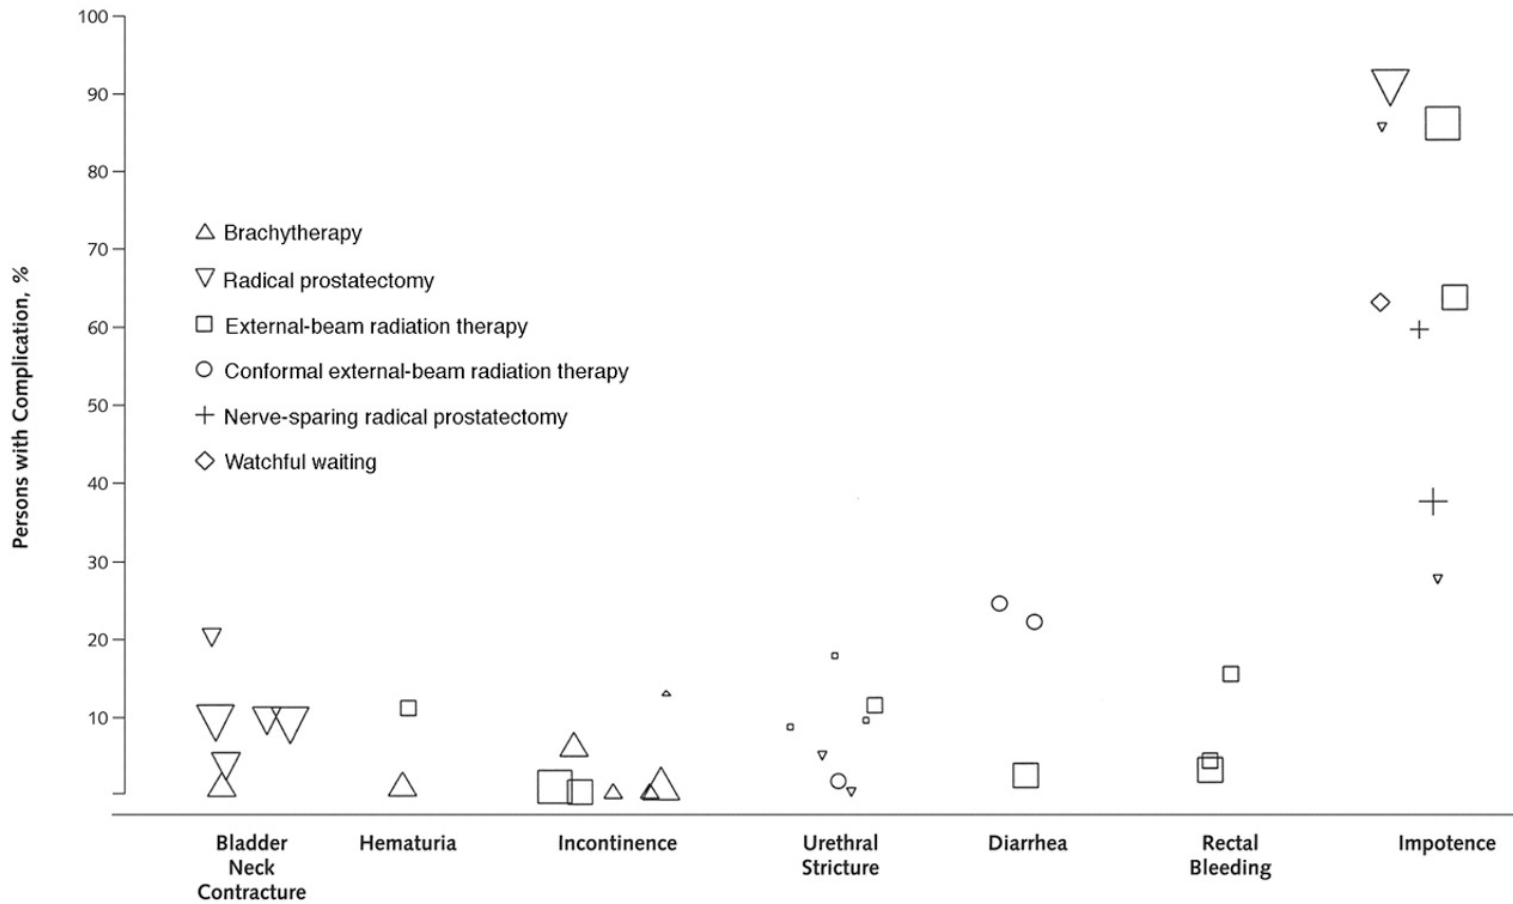 100
90
80
70
60
50
40
30
20
10
Persons with Complication, %
Brachytherapy
Radical prostatectomy
External-beam radiation therapy
Conformal external-beam radiation therapy
Nerve-sparing radical prostatectomy
Watchful waiting
Bladder
Neck
Contracture
Hematuria
Incontinence
Urethral
Stricture
Diarrhea
Rectal
Bleeding
Impotence